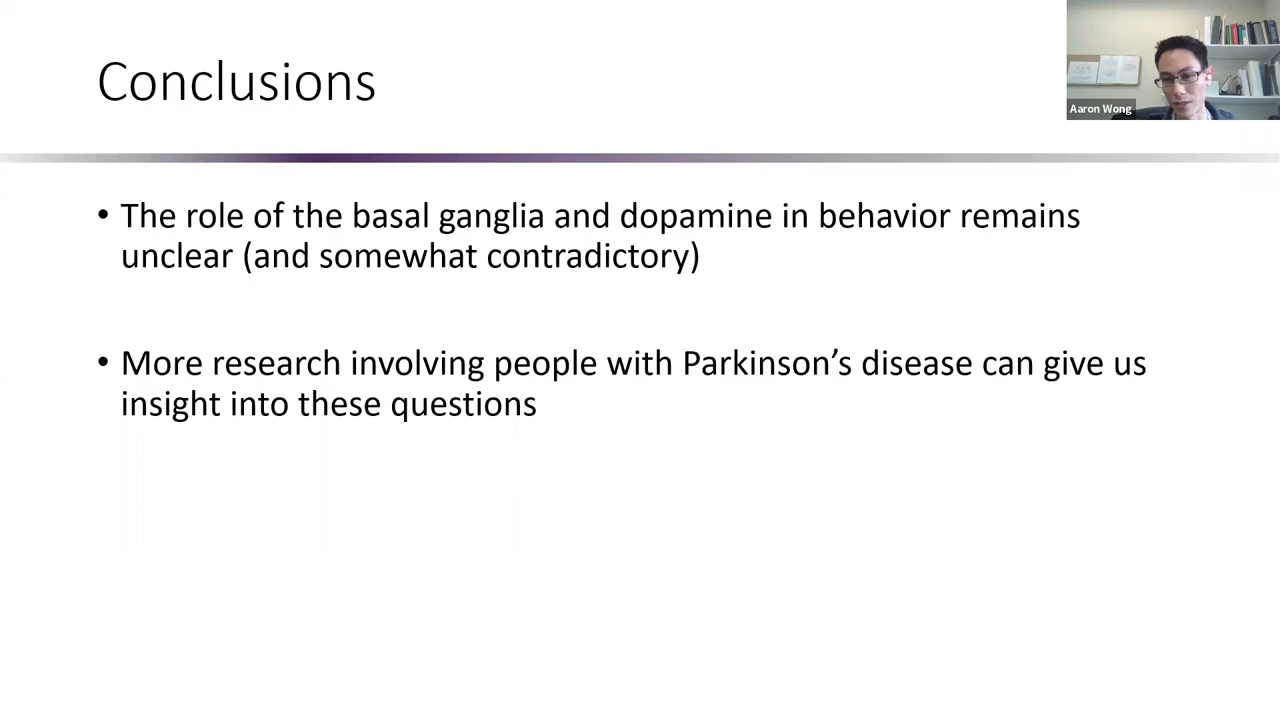 Conclusions
Aaron Wong
• The role of the basal ganglia and dopamine in behavior remains
unclear (and somewhat contradictory)
• More research involving people with Parkinson’s disease can give us
insight into these questions